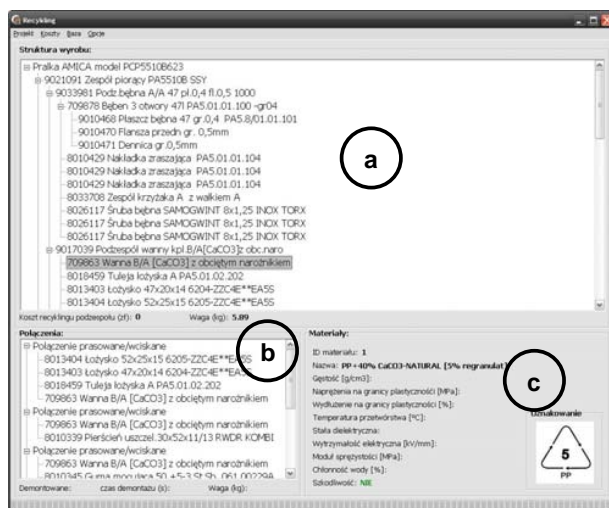 Recykling
Projekt Koszty Baza Opcje
Struktura wyrobu:
Pralka AMICA model PCP5510B623
9021091 Zespół piorący PA5510B SSY
9033981 Podz.bębna A/A 47 pl.0,4 fl.0,5 1000
709878 Bęben 3 otwory 47l PA5.01.01.100 -gr04
9010468 Płaszcz bębna 47 gr.0,4 PA5.8/01.01.101
9010470 Flansza przedn gr. 0,5mm
9010471 Dennica gr.0,5mm
8010429 Nakładka zraszająca PA5.01.01.104
8010429 Nakładka zraszająca PA5.01.01.104
8010429 Nakładka zraszająca PA5.01.01.104
8033708 Zespół krzyżaka A z wałkiem A
8026117 Śruba bębna SAMOGWINT 8x1,25 INOX TORX
8026117 Śruba bębna SAMOGWINT 8x1,25 INOX TORX
8026117 Śruba bębna SAMOGWINT 8x1,25 INOX TORX
9017039 Podzespół wanny kpl.B/A[CaCO3]z obc.naro
709863 Wanna B/A [CaCO3] z obciętym narożnikiem
8018459 Tuleja łożyska A PA5.01.02.202
8013403 Łożysko 47x20x14 6204-ZZC4E**EA5S
8013404 Łożysko 52x25x15 6205-ZZC4E**EA5S
a
Koszt recyklingu podzespołu (zł): 0 Waga (kg): 5.89
Połączenia:
Połączenie prasowane/wciskane
8013404 Łożysko 52x25x15 6205-ZZC4E**EA5S
8013403 Łożysko 47x20x14 6204-ZZC4E**EA5S
8018459 Tuleja łożyska A PA5.01.02.202
709863 Wanna B/A [CaCO3] z obciętym narożnikiem
Połączenie prasowane/wciskane
709863 Wanna B/A [CaCO3] z obciętym narożnikiem
8010339 Pierścień uszczel.30x52x11/13 RWDR KOMBI
Połączenie prasowane/wciskane
709863 Wanna B/A [CaCO3] z obciętym narożnikiem
8010345 Guma mocująca 50 +5-3 St.Sh. 061.00229A
Demontowane: czas demontażu (s): Waga (kg):
b
Materiały:
ID materiału: 1
Nazwa: PP+40% CaCO3-NATURAL [5% regranulat]
Gęstość [g/cm3]:
Naprężenia na granicy plastyczności [MPa]:
Wydłużenie na granicy plastyczności [%]:
Temperatura przetwórstwa [°C]:
Stała dielektryczna:
Wytrzymałość elektryczna [kV/mm]:
Moduł sprężystości [MPa]:
Chłonność wody [%]:
Szkodliwość: NIE
c
Oznakowanie
5
PP